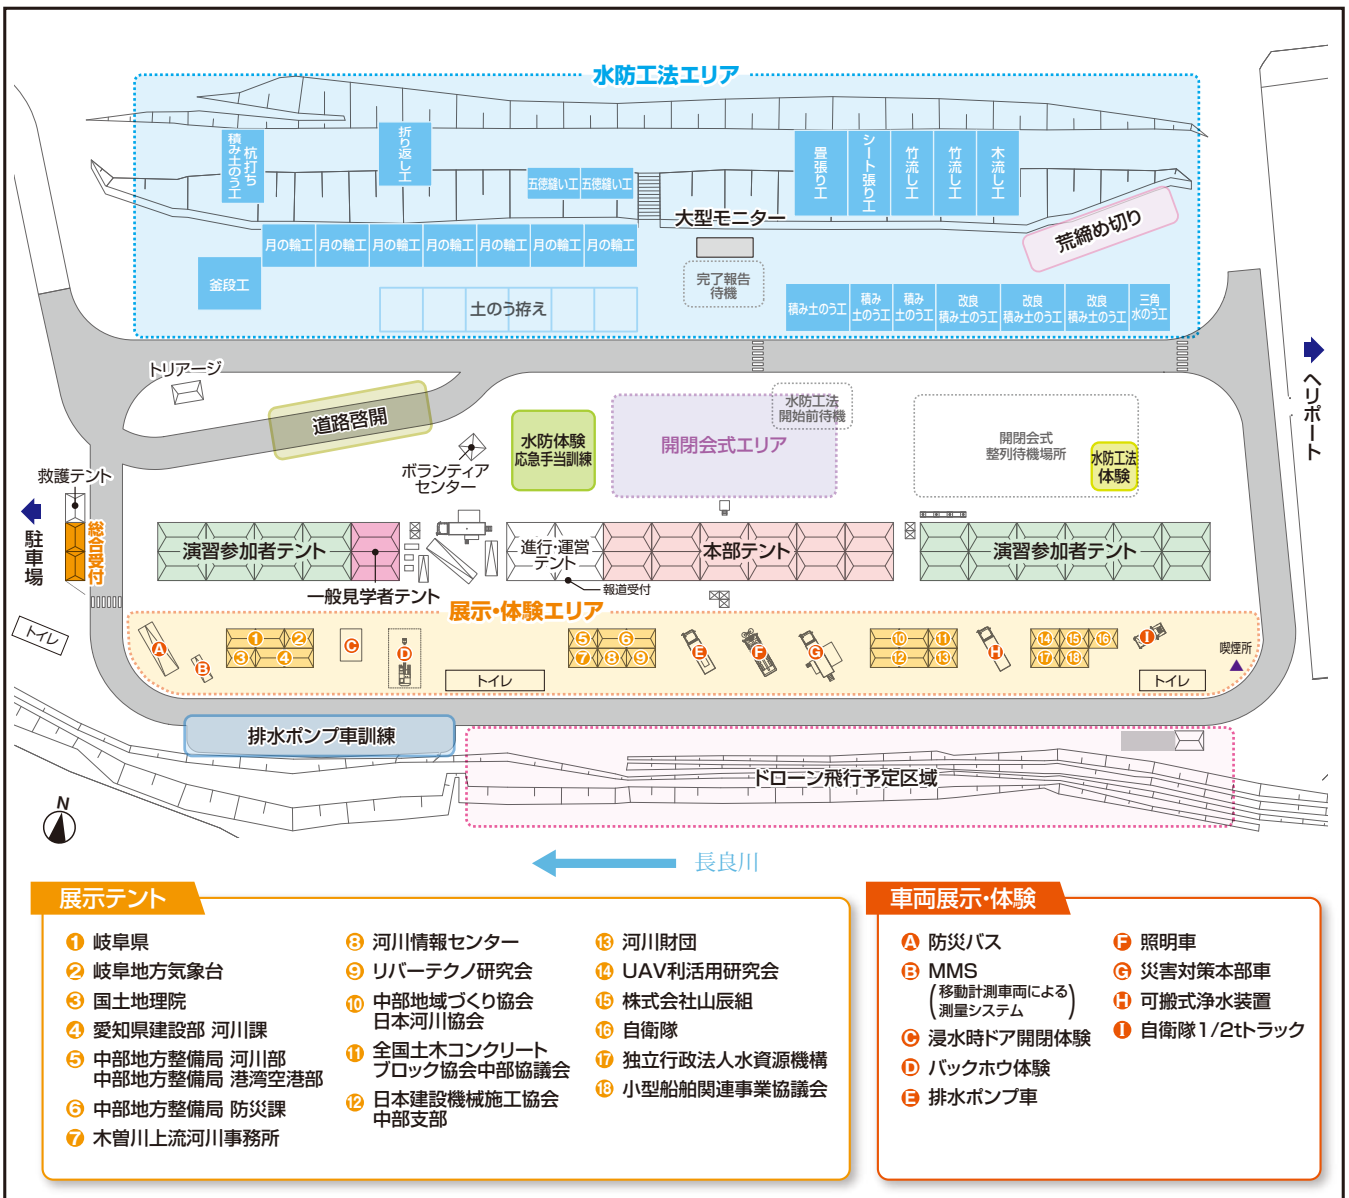 水防工法エリア
杭打ち
積み土のう工
折り返し工
五徳縫い工
五徳縫い工
畳張り工
シート張り工
竹流し工
竹流し工
木流し工
大型モニター
荒締め切り
月の輪工
月の輪工
月の輪工
月の輪工
月の輪工
月の輪工
月の輪工
釜段工
土のう拵え
完了報告
待機
積み土のう工
積み
土のう工
積み
土のう工
改良
積み土のう工
改良
積み土のう工
改良
積み土のう工
三角
水のう工
トリアージ
道路啓開
ボランティア
センター
水防体験
応急手当訓練
開閉会式エリア
水防工法
開始前待機
開閉会式
整列待機場所
水防工法
体験
ヘリポート
救護テント
総合受付
駐車場
トイレ
演習参加者テント
一般見学者テント
進行・運営
テント
報道受付
本部テント
演習参加者テント
展示・体験エリア
A
B
1
2
3
4
C
D
トイレ
5
6
7
8
9
E
F
G
10
11
12
13
H
14
15
16
17
18
I
トイレ
喫煙所
排水ポンプ車訓練
ドローン飛行予定区域
N
長良川
展示テント
1 岐阜県
2 岐阜地方気象台
3 国土地理院
4 愛知県建設部 河川課
5 中部地方整備局 河川部
中部地方整備局 港湾空港部
6 中部地方整備局 防災課
7 木曽川上流河川事務所
8 河川情報センター
9 リバーテクノ研究会
10 中部地域づくり協会
日本河川協会
11 全国土木コンクリート
ブロック協会中部協議会
12 日本建設機械施工協会
中部支部
13 河川財団
14 UAV利活用研究会
15 株式会社山辰組
16 自衛隊
17 独立行政法人水資源機構
18 小型船舶関連事業協議会
車両展示・体験
A 防災バス
B MMS
(移動計測車両による
測量システム)
C 浸水時ドア開閉体験
D バックホウ体験
E 排水ポンプ車
F 照明車
G 災害対策本部車
H 可搬式浄水装置
I 自衛隊1/2tトラック